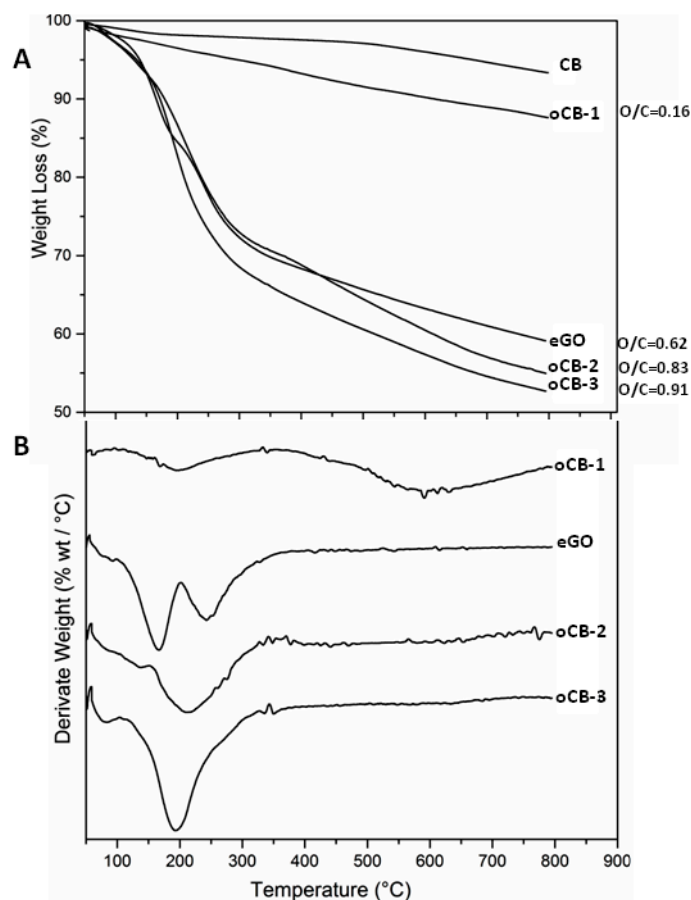 A
100
90
80
70
60
50
Weight Loss (%)
CB
oCB-1
O/C=0.16
eGO
O/C=0.62
oCB-2
O/C=0.83
oCB-3
O/C=0.91
B
Derivate Weight (% wt / °C)
oCB-1
eGO
oCB-2
oCB-3
100 200 300 400 500 600 700 800 900
Temperature (°C)